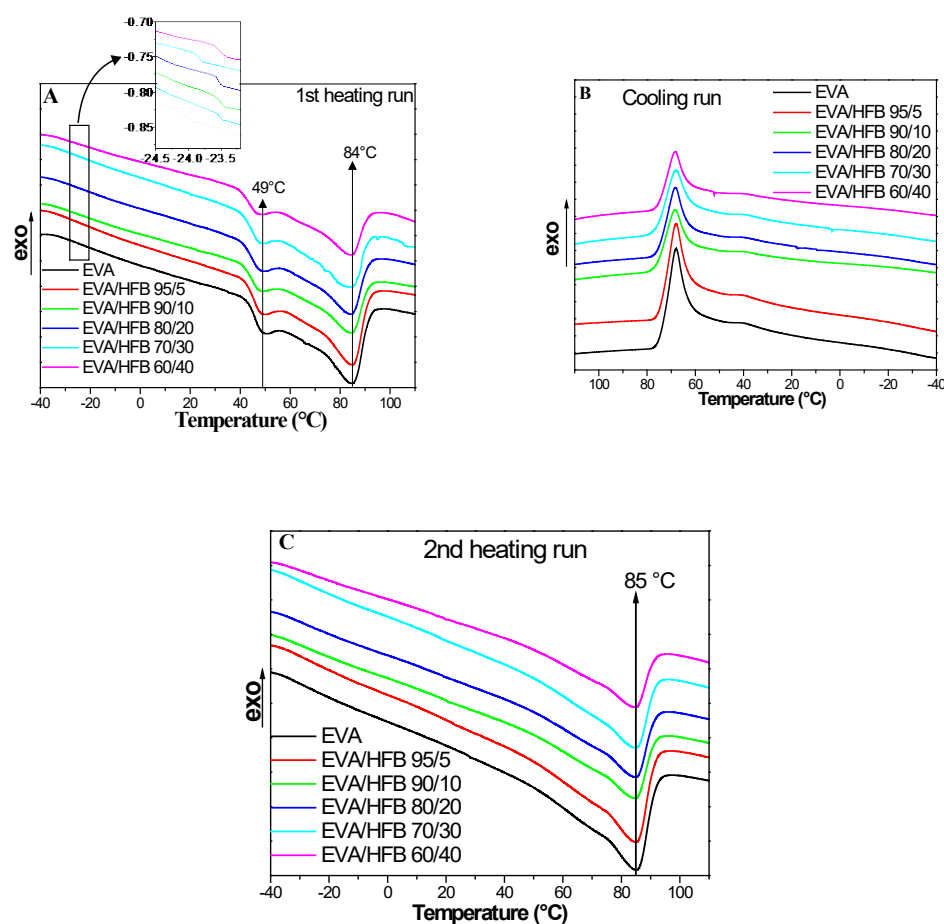 -0.70
-0.75
-0.80
-0.85
-24.5 -24.0 -23.5
A
1st heating run
49°C
84°C
exo
EVA
EVA/HFB 95/5
EVA/HFB 90/10
EVA/HFB 80/20
EVA/HFB 70/30
EVA/HFB 60/40
-40 -20 0 20 40 60 80 100
Temperature (°C)
B
Cooling run
EVA
EVA/HFB 95/5
EVA/HFB 90/10
EVA/HFB 80/20
EVA/HFB 70/30
EVA/HFB 60/40
exo
100 80 60 40 20 0 -20 -40
Temperature (°C)
C
2nd heating run
85 °C
exo
EVA
EVA/HFB 95/5
EVA/HFB 90/10
EVA/HFB 80/20
EVA/HFB 70/30
EVA/HFB 60/40
-40 -20 0 20 40 60 80 100
Temperature (°C)